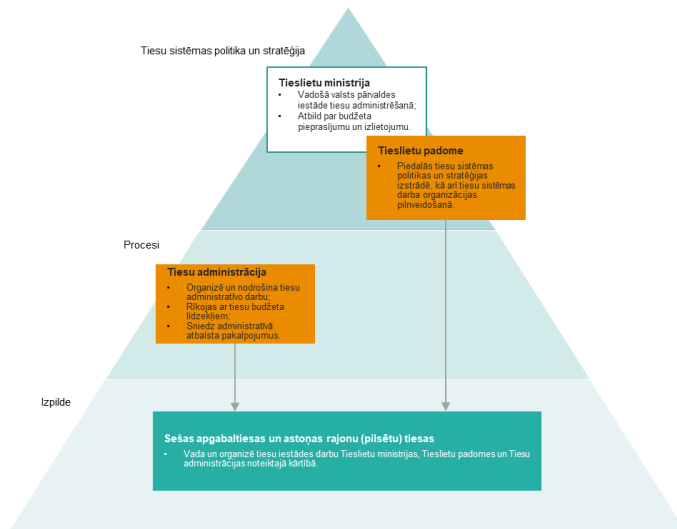 Tiesu sistēmas politika un stratēģija
Tieslietu ministrija
• Vadošā valsts pārvaldes
iestāde tiesu administrēšanā;
• Atbild par budžeta
pieprasījumu un izlietojumu.
Tieslietu padome
• Piedalās tiesu sistēmas
politikas un stratēģijas
izstrādē, kā arī tiesu sistēmas
darba organizācijas
pilnveidošanā.
Procesi
Tiesu administrācija
• Organizē un nodrošina tiesu
administratīvo darbu;
• Rīkojas ar tiesu budžeta
līdzekļiem;
• Sniedz administratīvā
atbalsta pakalpojumus.
Izpilde
Sešas apgabaltiesas un astoņas rajonu (pilsētu) tiesas
• Vada un organizē tiesu iestādes darbu Tieslietu ministrijas, Tieslietu padomes un Tiesu
administrācijas noteiktajā kārtībā.